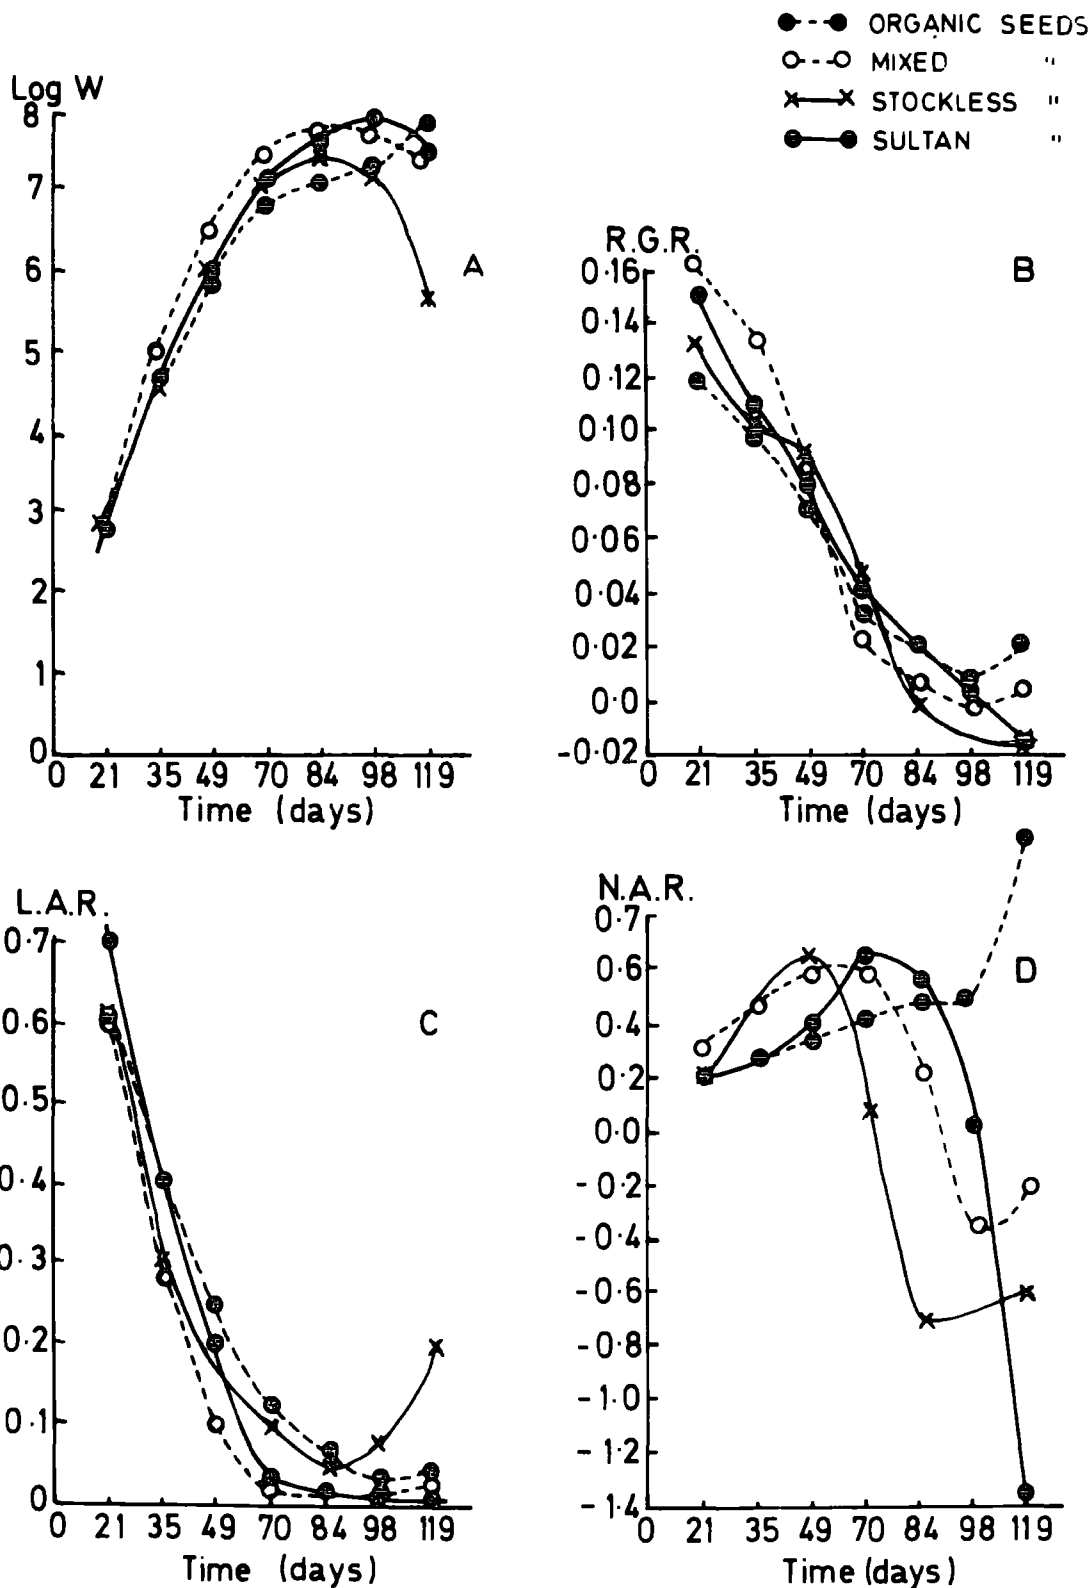 ORGANIC SEEDS
MIXED "
STOCKLESS "
SULTAN "
Log W
8
7
6
5
4
3
2
1
0
0 21 35 49 70 84 98 119
Time (days)
A
R.G.R.
0.16
0.14
0.12
0.10
0.08
0.06
0.04
0.02
0.0
-0.02
0 21 35 49 70 84 98 119
Time (days)
B
L.A.R.
0.7
0.6
0.5
0.4
0.3
0.2
0.1
0
0 21 35 49 70 84 98 119
Time (days)
C
N.A.R.
0.7
0.6
0.4
0.2
0.0
-0.2
-0.4
-0.6
-0.8
-1.0
-1.2
-1.4
0 21 35 49 70 84 98 119
Time (days)
D